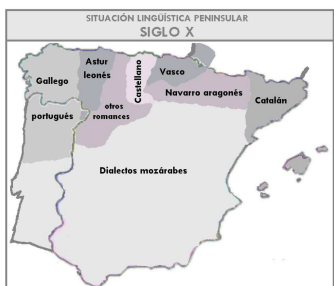 SITUACIÓN LINGÜÍSTICA PENINSULAR
SIGLO X
Gallego
portugués
Astur
leonés
otros
romances
Castellano
Vasco
Navarro aragonés
Catalán
Dialectos mozárabes